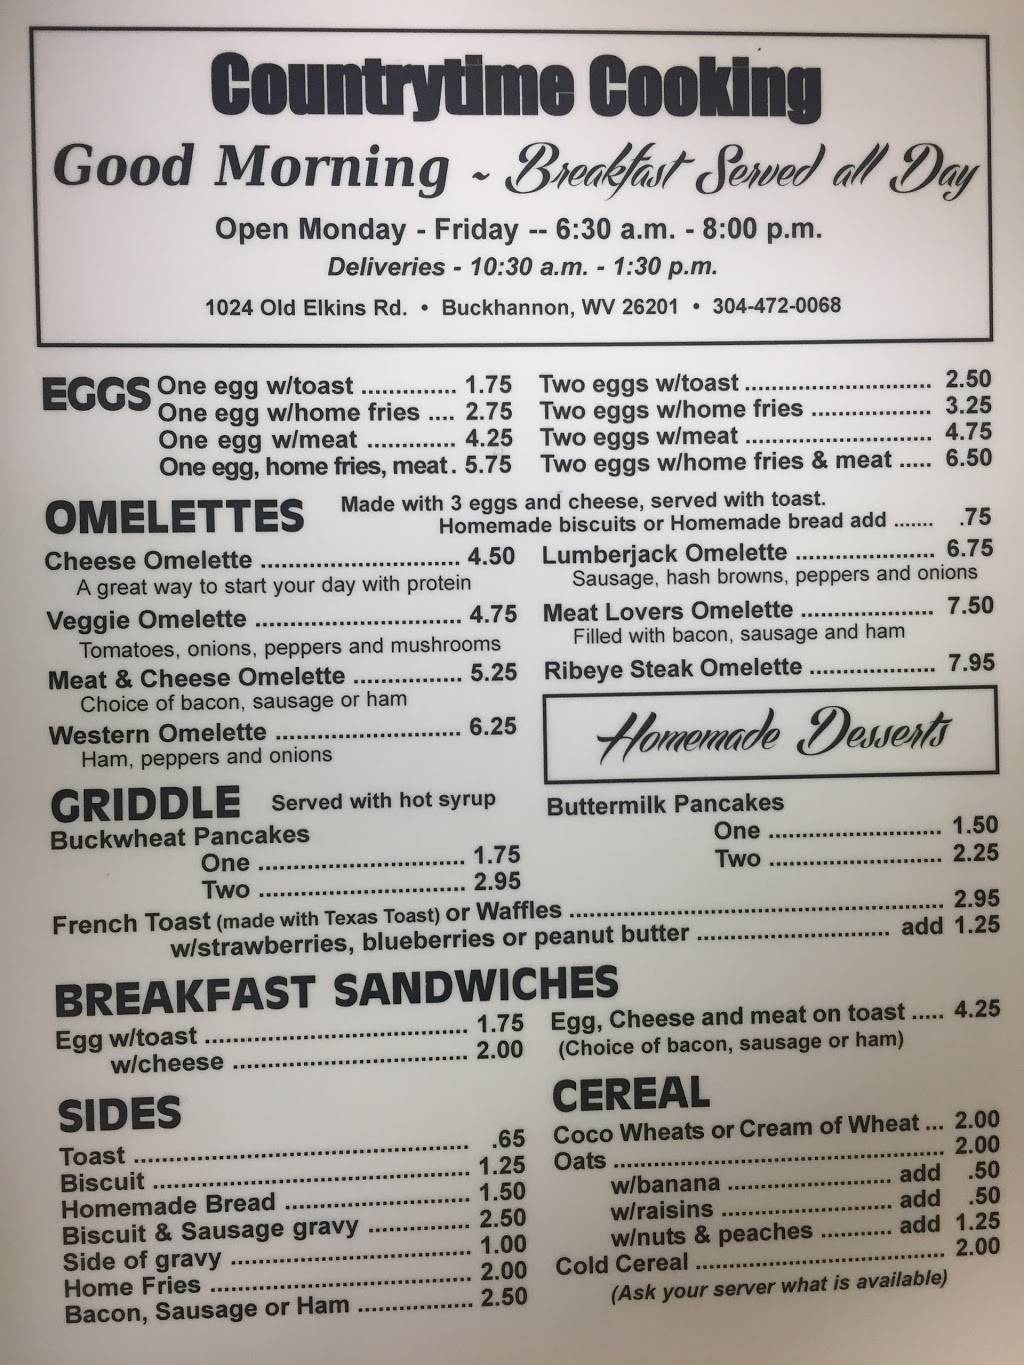 Countrytime Cooking
Good Morning ~ Breakfast Served all Day
Open Monday - Friday -- 6:30 a.m. - 8:00 p.m.
Deliveries - 10:30 a.m. - 1:30 p.m.
1024 Old Elkins Rd. • Buckhannon, WV 26201 • 304-472-0068
EGGS
One egg w/toast .............. 1.75
One egg w/home fries .... 2.75
One egg w/meat ............. 4.25
One egg, home fries, meat. 5.75
Two eggs w/toast ............................ 2.50
Two eggs w/home fries .................. 3.25
Two eggs w/meat ............................ 4.75
Two eggs w/home fries & meat ..... 6.50
OMELETTES
Made with 3 eggs and cheese, served with toast.
Homemade biscuits or Homemade bread add ....... .75
Cheese Omelette .............................. 4.50
A great way to start your day with protein
Veggie Omelette ............................... 4.75
Tomatoes, onions, peppers and mushrooms
Meat & Cheese Omelette ................ 5.25
Choice of bacon, sausage or ham
Western Omelette ............................ 6.25
Ham, peppers and onions
Lumberjack Omelette ..................... 6.75
Sausage, hash browns, peppers and onions
Meat Lovers Omelette .................... 7.50
Filled with bacon, sausage and ham
Ribeye Steak Omelette ................... 7.95
Homemade Desserts
GRIDDLE
Served with hot syrup
Buckwheat Pancakes
One ............................... 1.75
Two ............................... 2.95
Buttermilk Pancakes
One .......................... 1.50
Two .......................... 2.25
French Toast (made with Texas Toast) or Waffles ......................................................... 2.95
w/strawberries, blueberries or peanut butter ............................. add 1.25
BREAKFAST SANDWICHES
Egg w/toast ........................................ 1.75
w/cheese ................................... 2.00
Egg, Cheese and meat on toast ..... 4.25
(Choice of bacon, sausage or ham)
SIDES
Toast ................................................... .65
Biscuit ................................................ 1.25
Homemade Bread ............................ 1.50
Biscuit & Sausage gravy ............... 2.50
Side of gravy .................................... 1.00
Home Fries ....................................... 2.00
Bacon, Sausage or Ham ................. 2.50
CEREAL
Coco Wheats or Cream of Wheat ... 2.00
Oats .................................................. 2.00
w/banana ......................... add .50
w/raisins .......................... add .50
w/nuts & peaches ........... add 1.25
Cold Cereal ...................................... 2.00
(Ask your server what is available)